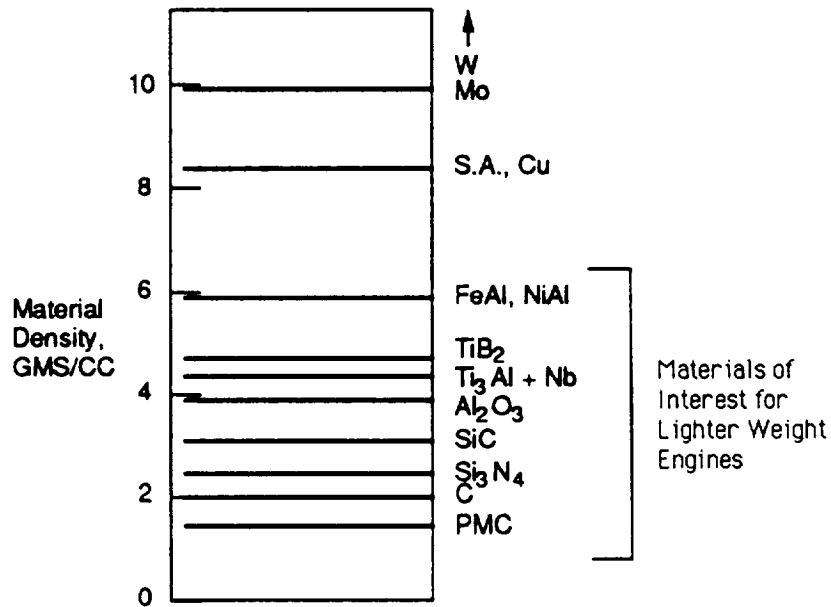 10
8
6
4
2
0
Material
Density,
GMS/CC
W
Mo
S.A., Cu
FeAl, NiAl
TiB₂
Ti₃Al + Nb
Al₂O₃
SiC
Si₃N₄
C
PMC
Materials of
Interest for
Lighter Weight
Engines